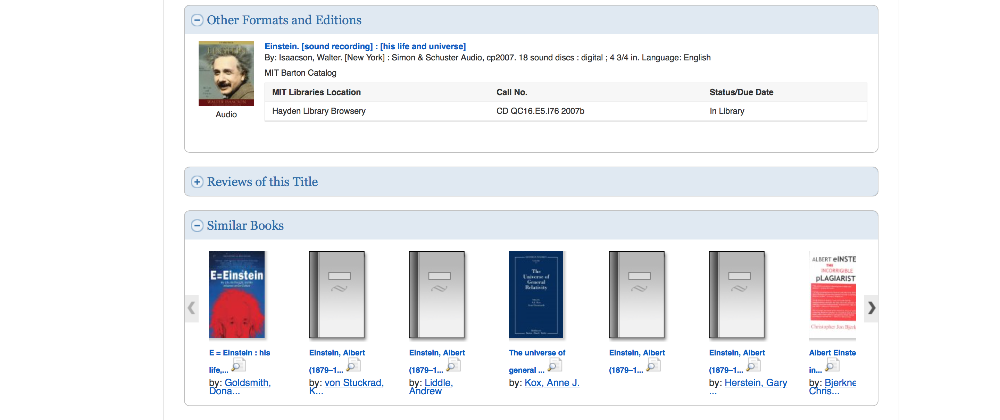 Other Formats and Editions
EINSTEIN
WALTER ISAACSON
Audio
Einstein. [sound recording] : [his life and universe]
By: Isaacson, Walter. [New York] : Simon & Schuster Audio, cp2007. 18 sound discs : digital ; 4 3/4 in. Language: English
MIT Barton Catalog
MIT Libraries Location Call No. Status/Due Date
Hayden Library Browsery CD QC16.E5.I76 2007b In Library
Reviews of this Title
Similar Books
E=Einstein
The
Universe of
General
Relativity
ALBERT eINSTE
THE
INCORRIGIBLE
pLAGIARIST
Christopher Jon Bjerk
E = Einstein : his
life,...
by: Goldsmith,
Dona...
Einstein, Albert
(1879–1...
by: von Stuckrad,
K...
Einstein, Albert
(1879–1...
by: Liddle,
Andrew
The universe of
general ...
by: Kox, Anne J.
Einstein, Albert
(1879–1...
Einstein, Albert
(1879–1...
by: Herstein, Gary
...
Albert Einste
in...
by: Bjerkne
Chris...